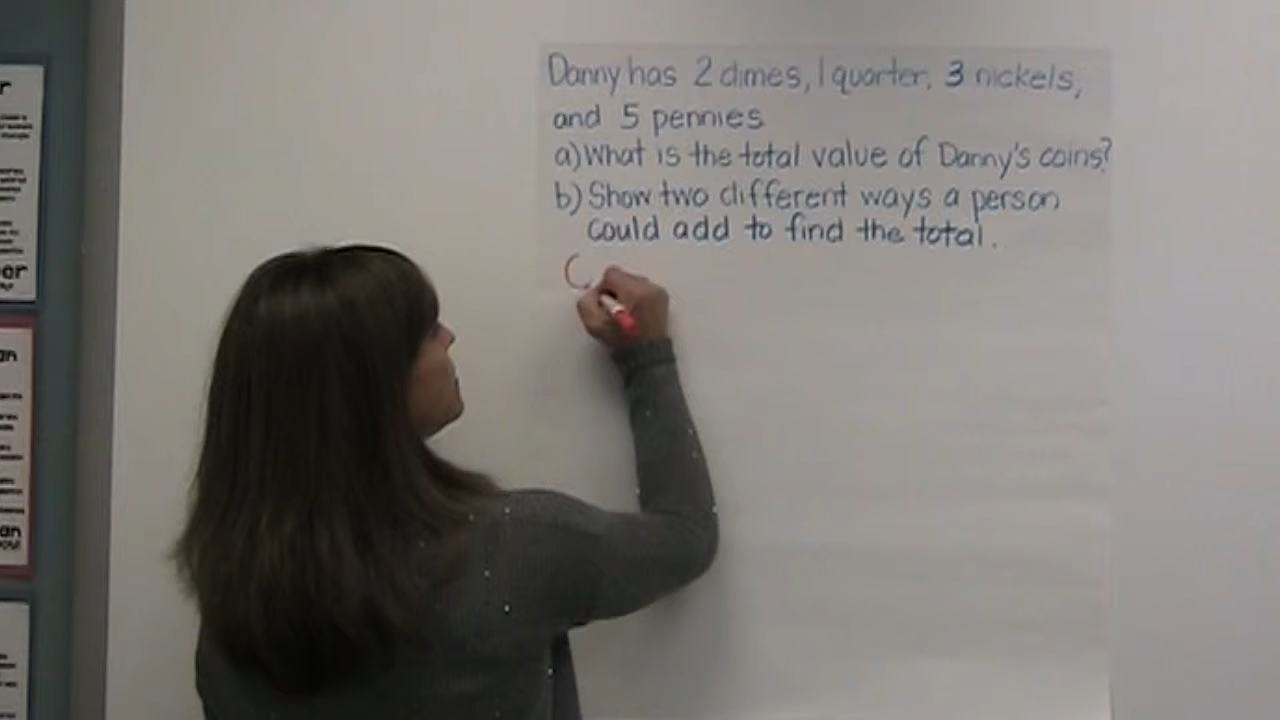 Danny has 2 dimes, 1 quarter, 3 nickels,
and 5 pennies.
a) What is the total value of Danny's coins?
b) Show two different ways a person
could add to find the total.